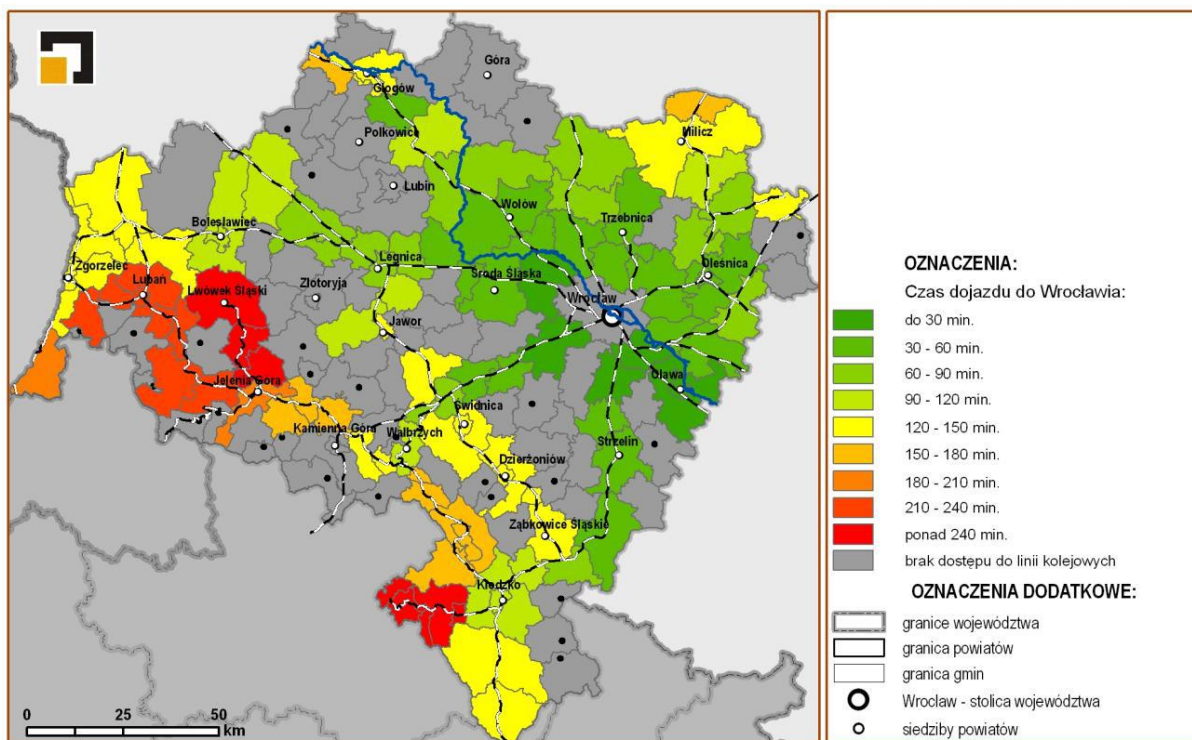 Góra
Głogów
Milicz
Polkowice
Lubin
Wołów
Trzebnica
Bolesławiec
Oleśnica
Legnica
Zgorzelec
Środa Śląska
Lubań
Złotoryja
Wrocław
Lwówek Śląski
Jawor
Oława
Jelenia Góra
Świdnica
Kamienna Góra
Wałbrzych
Strzelin
Dzierżoniów
Ząbkowice Śląskie
Kłodzko
0 25 50
km
OZNACZENIA:
Czas dojazdu do Wrocławia:
do 30 min.
30 - 60 min.
60 - 90 min.
90 - 120 min.
120 - 150 min.
150 - 180 min.
180 - 210 min.
210 - 240 min.
ponad 240 min.
brak dostępu do linii kolejowych
OZNACZENIA DODATKOWE:
granice województwa
granica powiatów
granica gmin
Wrocław - stolica województwa
siedziby powiatów